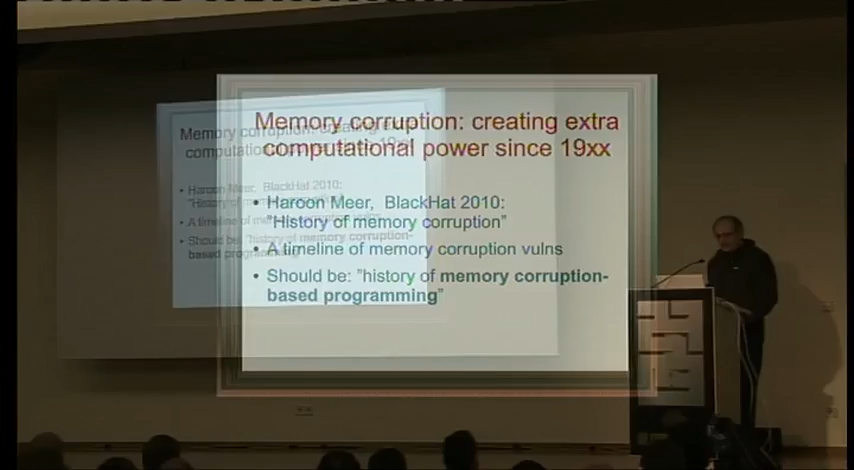 Memory corruption: creating extra
computational power since 19xx
• Haroon Meer, BlackHat 2010:
"History of memory corruption"
• A timeline of memory corruption vulns
• Should be: "history of memory corruption-
based programming"